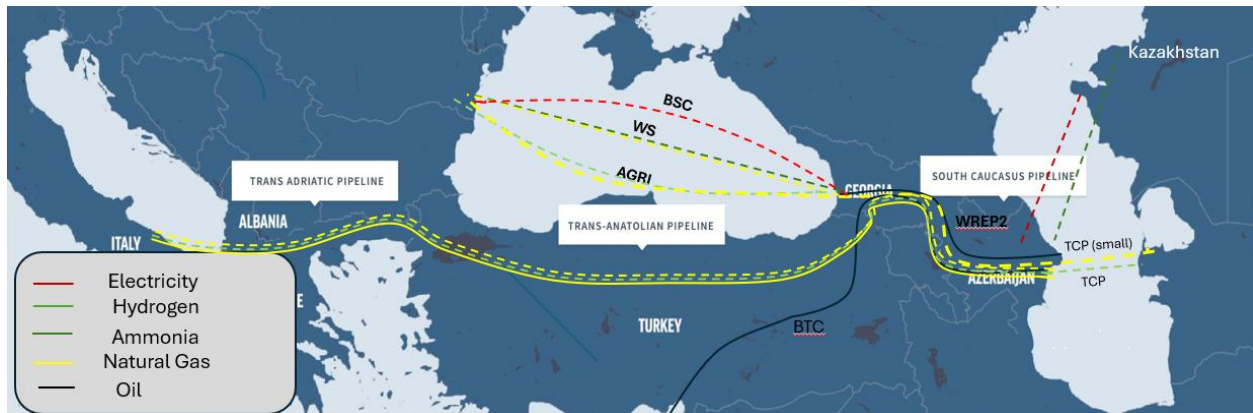 Kazakhstan
BSC
WS
AGRI
TRANS ADRIATIC PIPELINE
SOUTH CAUCASUS PIPELINE
GEORGIA
ALBANIA
TRANS-ANATOLIAN PIPELINE
WREP2
ITALY
TCP (small)
AZERBAIJAN
TCP
Electricity
Hydrogen
E
Ammonia
TURKEY
BTC
Natural Gas
Oil